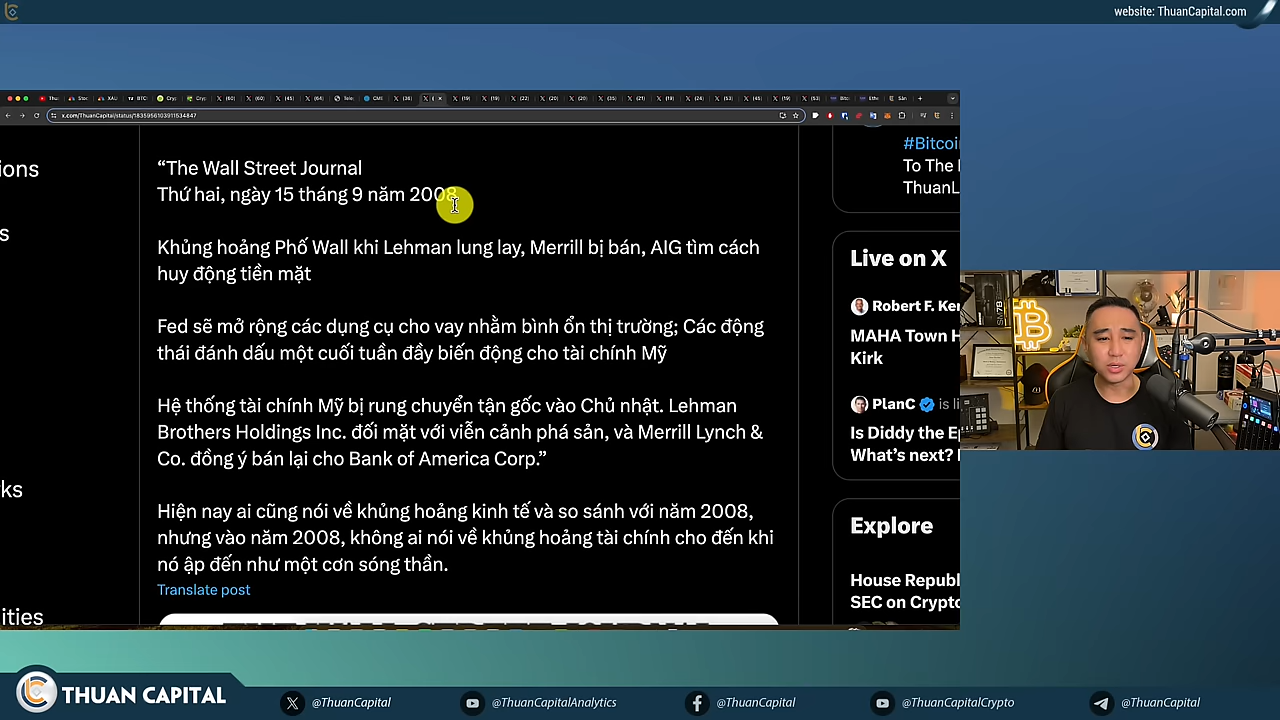 website: ThuanCapital.com
x.com/ThuanCapital/status/1835956103911534847
ions
s
ks
ities
“The Wall Street Journal
Thứ hai, ngày 15 tháng 9 năm 2008
Khủng hoảng Phố Wall khi Lehman lung lay, Merrill bị bán, AIG tìm cách
huy động tiền mặt
Fed sẽ mở rộng các dụng cụ cho vay nhằm bình ổn thị trường; Các động
thái đánh dấu một cuối tuần đầy biến động cho tài chính Mỹ
Hệ thống tài chính Mỹ bị rung chuyển tận gốc vào Chủ nhật. Lehman
Brothers Holdings Inc. đối mặt với viễn cảnh phá sản, và Merrill Lynch &
Co. đồng ý bán lại cho Bank of America Corp.”
Hiện nay ai cũng nói về khủng hoảng kinh tế và so sánh với năm 2008,
nhưng vào năm 2008, không ai nói về khủng hoảng tài chính cho đến khi
nó ập đến như một cơn sóng thần.
Translate post
#Bitcoi
To The
ThuanL
Live on X
Robert F. Ke
MAHA Town H
Kirk
PlanC is li
Is Diddy the E
What’s next?
Explore
House Republ
SEC on Crypto
SM7B
THUAN CAPITAL
@ThuanCapital
@ThuanCapitalAnalytics
@ThuanCapital
@ThuanCapitalCrypto
@ThuanCapital